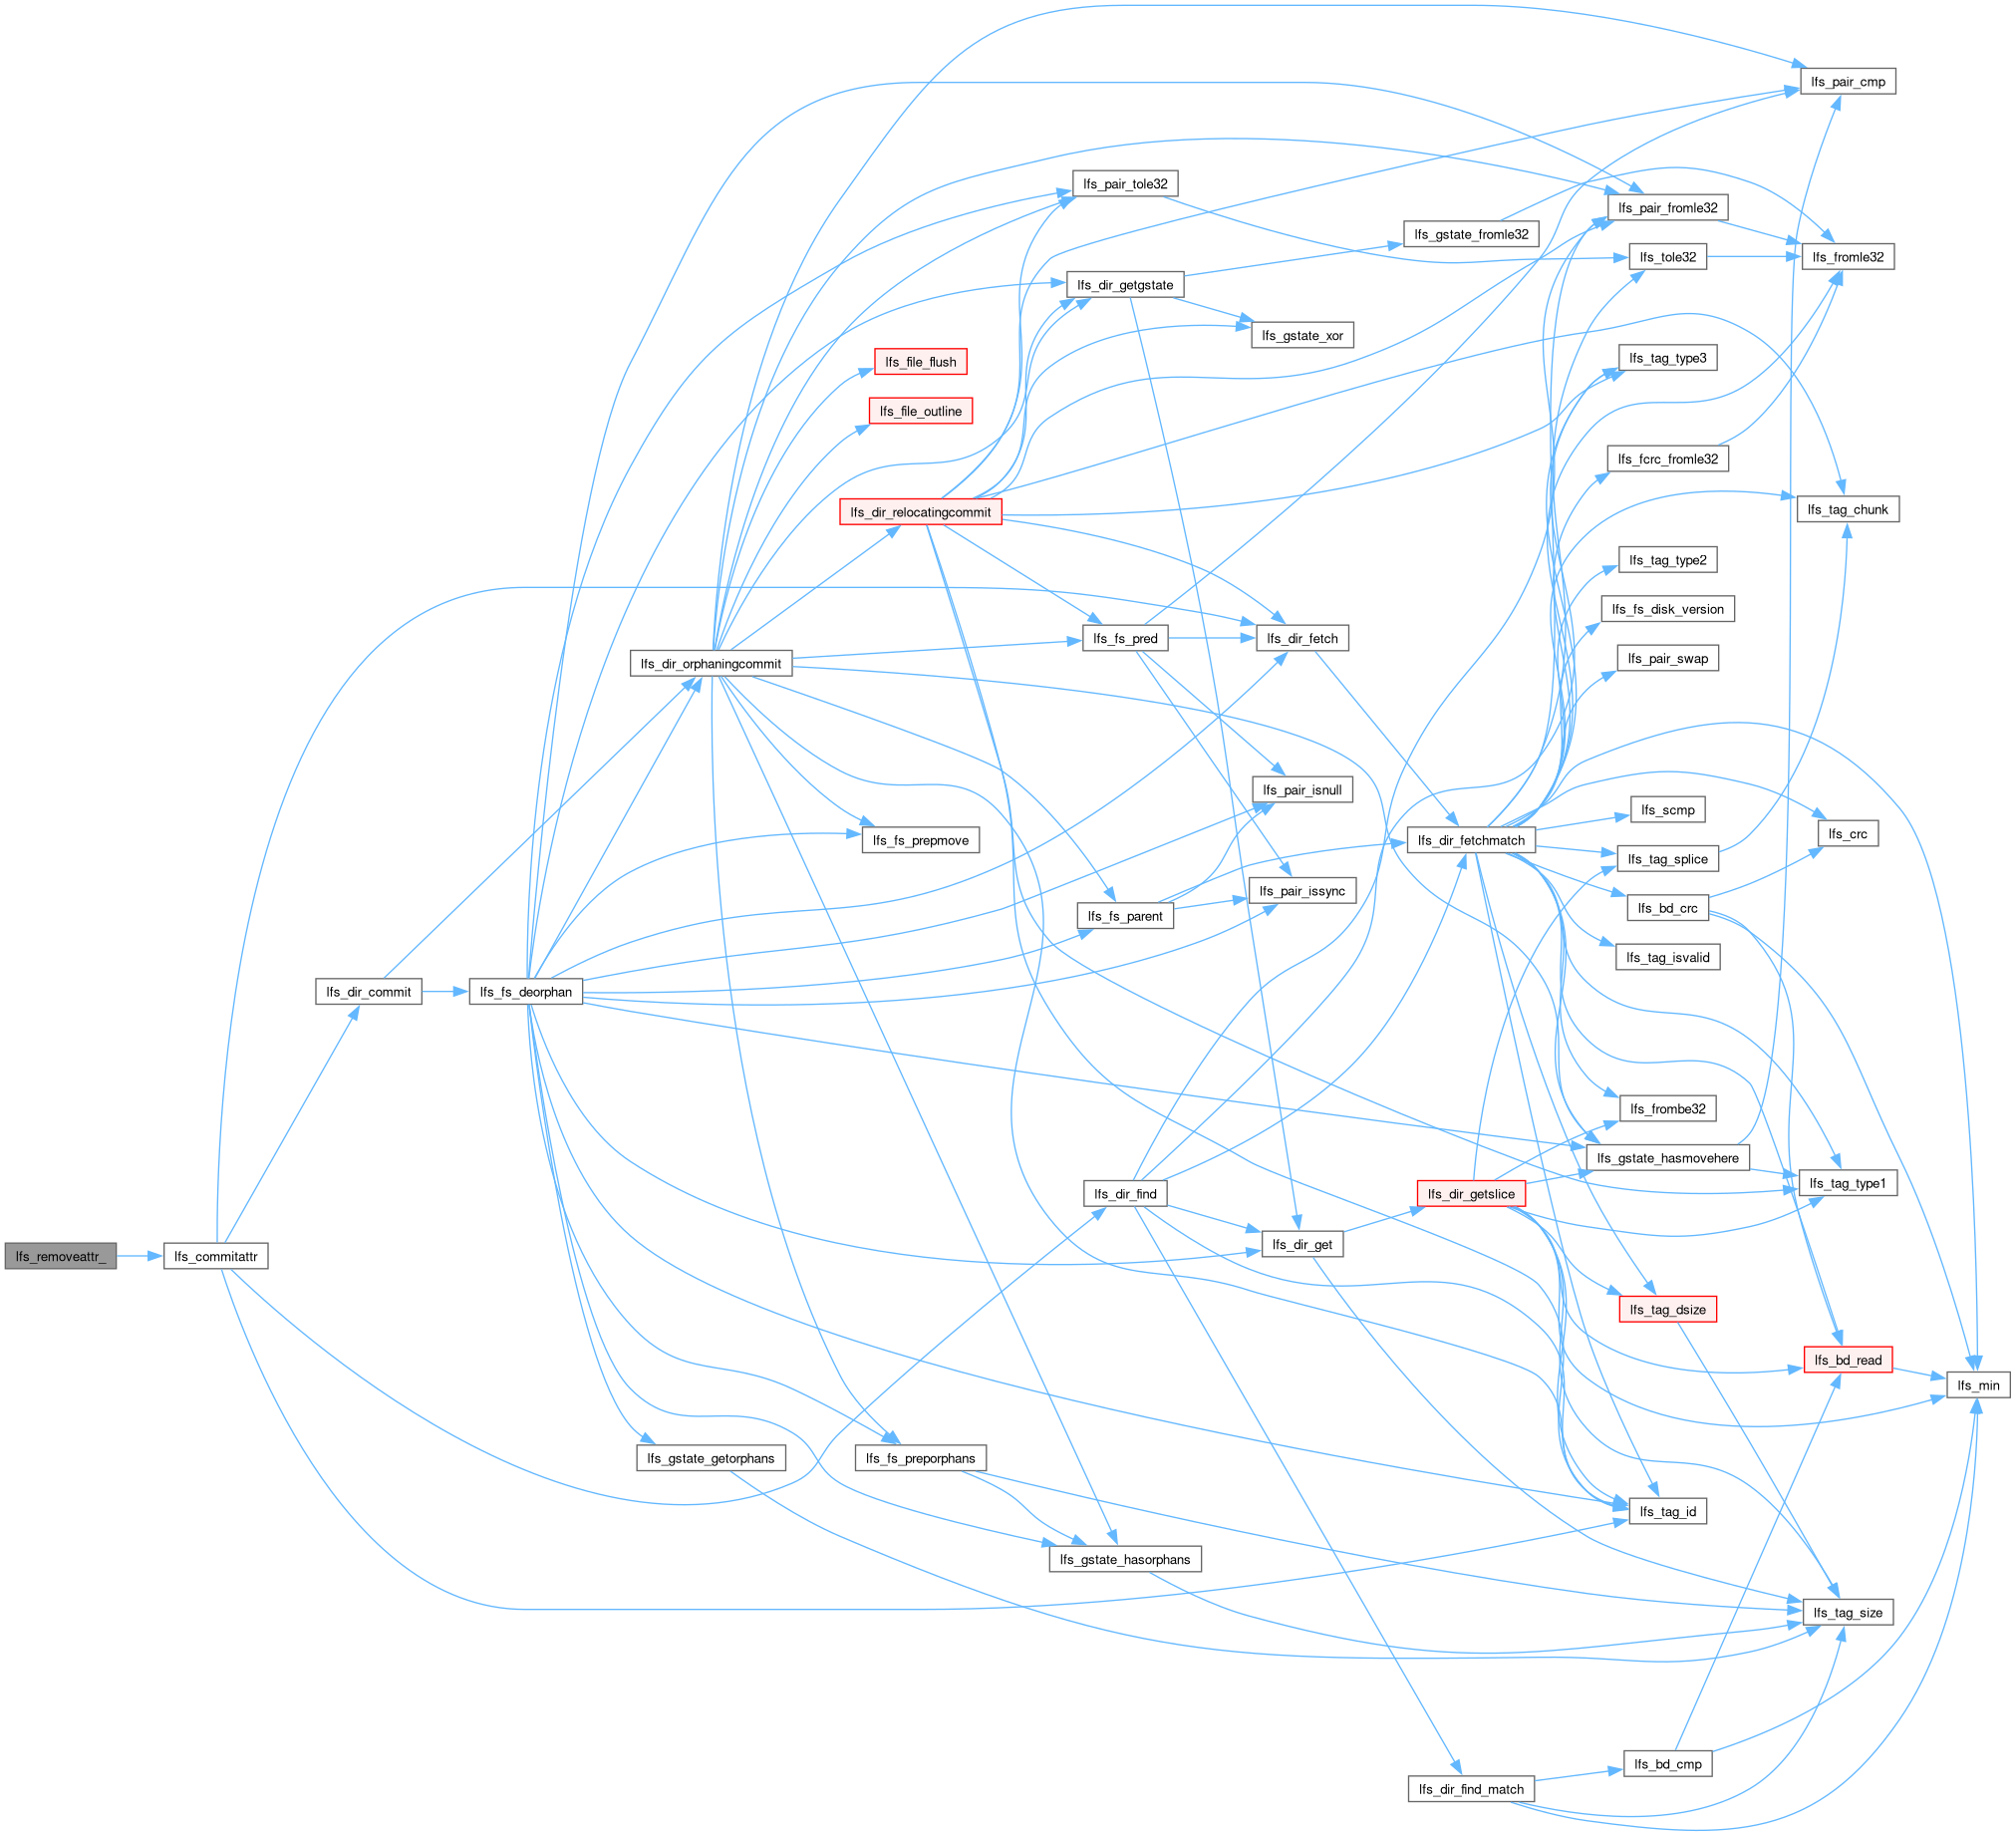 lfs_pair_cmp
lfs_pair_tole32
lfs_pair_fromle32
lfs_gstate_fromle32
lfs_tole32
lfs_fromle32
lfs_dir_getgstate
lfs_gstate_xor
lfs_file_flush
lfs_tag_type3
lfs_file_outline
lfs_fcrc_fromle32
lfs_dir_relocatingcommit
lfs_tag_chunk
lfs_tag_type2
lfs_fs_disk_version
lfs_fs_pred
lfs_dir_fetch
lfs_dir_orphaningcommit
lfs_pair_swap
lfs_pair_isnull
lfs_scmp
lfs_crc
lfs_fs_prepmove
lfs_dir_fetchmatch
lfs_tag_splice
lfs_pair_issync
lfs_bd_crc
lfs_fs_parent
lfs_tag_isvalid
lfs_dir_commit
lfs_fs_deorphan
lfs_frombe32
lfs_gstate_hasmovehere
lfs_tag_type1
lfs_dir_find
lfs_dir_getslice
lfs_dir_get
lfs_removeattr_
lfs_commitattr
lfs_tag_dsize
lfs_bd_read
lfs_min
lfs_gstate_getorphans
lfs_fs_preporphans
lfs_tag_id
lfs_gstate_hasorphans
lfs_tag_size
lfs_bd_cmp
lfs_dir_find_match